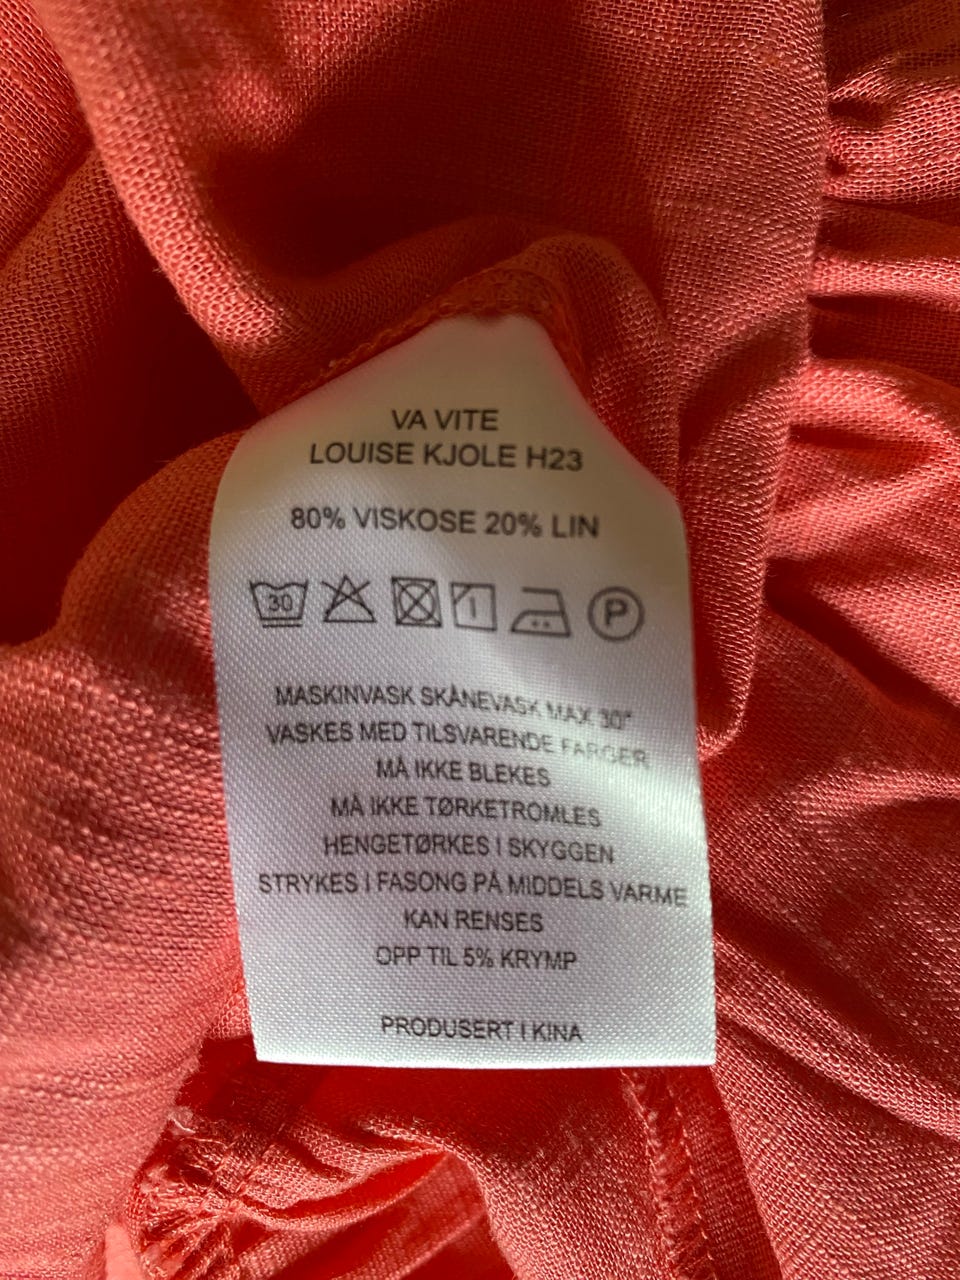 VA VITE
LOUISE KJOLE H23
80% VISKOSE 20% LIN
30 P
MASKINVASK SKÅNEVASK MAX 30°
VASKES MED TILSVARENDE FARGER
MÅ IKKE BLEKES
MÅ IKKE TØRKETROMLES
HENGETØRKES I SKYGGEN
STRYKES I FASONG PÅ MIDDELS VARME
KAN RENSES
OPP TIL 5% KRYMP
PRODUSERT I KINA